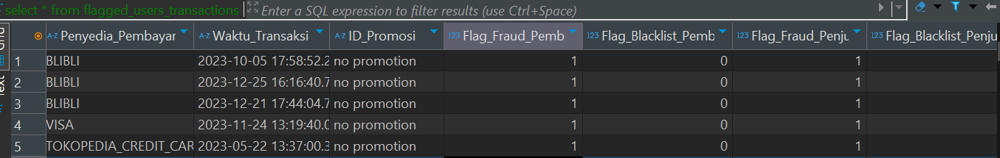 select * from flagged_users_transactions Enter a SQL expression to filter results (use Ctrl+Space)
A-Z Penyedia_Pembayar A-Z Waktu_Transaksi A-Z ID_Promosi 123 Flag_Fraud_Pemb 123 Flag_Blacklist_Pemb 123 Flag_Fraud_Penju 123 Flag_Blacklist_Penju
1 BLIBLI 2023-10-05 17:58:52.2 no promotion 1 0 1
2 BLIBLI 2023-12-25 16:16:40.7 no promotion 1 0 1
3 BLIBLI 2023-12-21 17:44:04.7 no promotion 1 0 1
4 VISA 2023-11-24 13:19:40.0 no promotion 1 0 1
5 TOKOPEDIA_CREDIT_CAR 2023-05-22 13:37:00.3 no promotion 1 0 1